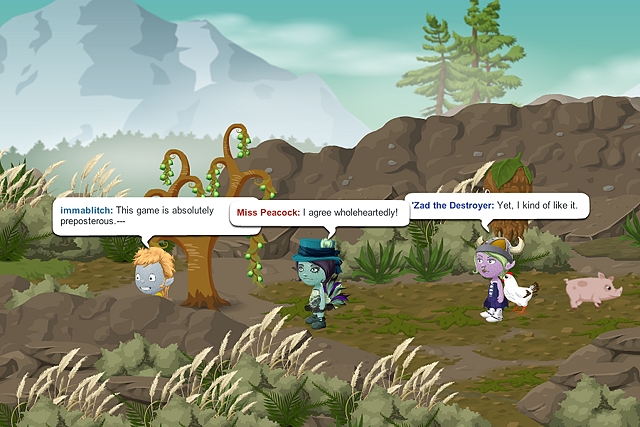 immablitch: This game is absolutely
preposterous.---
Miss Peacock: I agree wholeheartedly!
'Zad the Destroyer: Yet, I kind of like it.